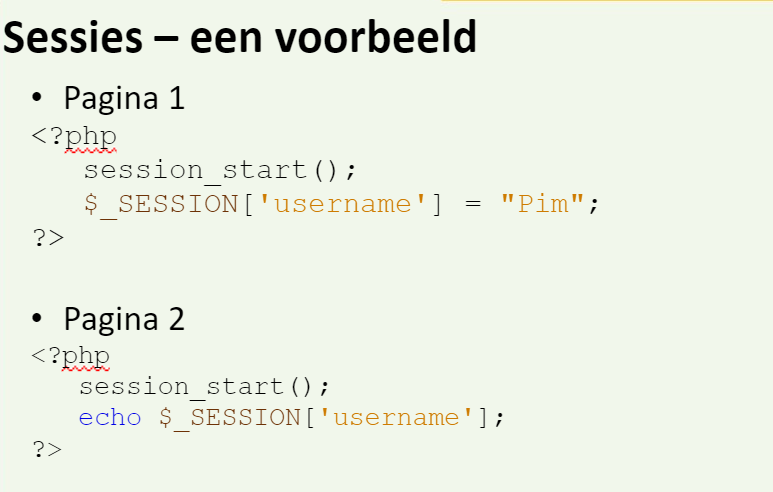 Sessies – een voorbeeld
• Pagina 1
<?php
session_start();
$_SESSION['username'] = "Pim";
?>
• Pagina 2
<?php
session_start();
echo $_SESSION['username'];
?>